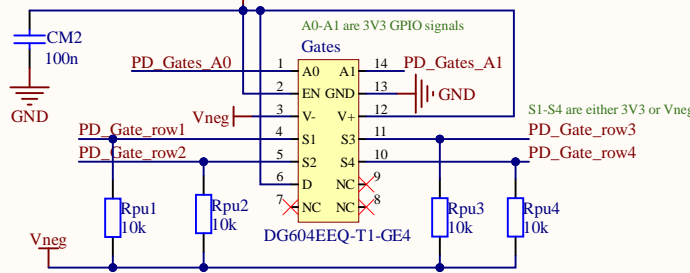 A0-A1 are 3V3 GPIO signals
Gates
CM2
100n
GND
PD_Gates_A0
1 A0 A1 14
PD_Gates_A1
2 EN GND 13
GND
Vneg
3 V- V+ 12
S1-S4 are either 3V3 or Vneg
PD_Gate_row1
4 S1 S3 11
PD_Gate_row3
PD_Gate_row2
5 S2 S4 10
PD_Gate_row4
6 D NC 9
7 NC NC 8
DG604EEQ-T1-GE4
Rpu1
10k
Rpu2
10k
Rpu3
10k
Rpu4
10k
Vneg